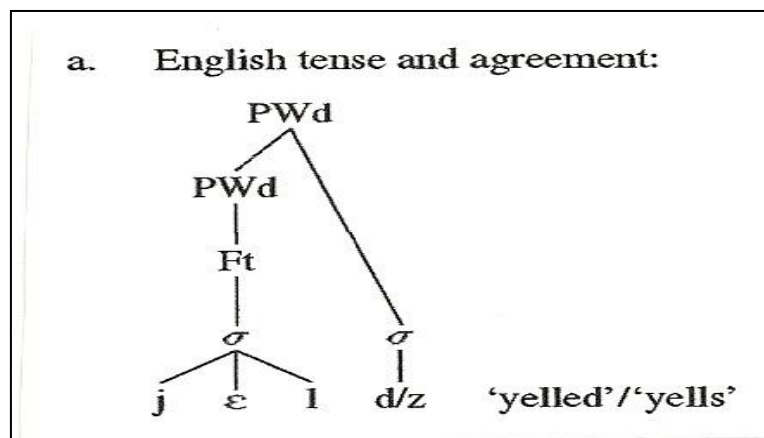 a. English tense and agreement:
PWd
PWd
Ft
σ σ
j ε l d/z 'yelled'/'yells'